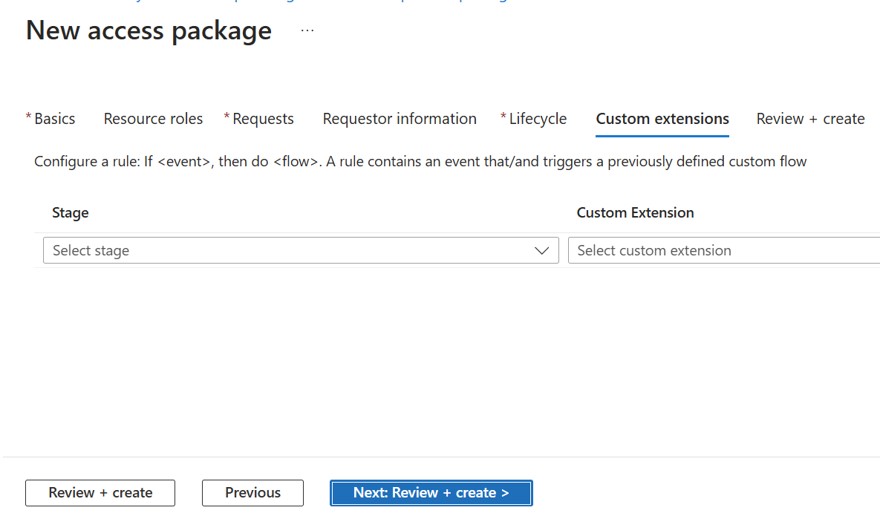 New access package ...
*Basics Resource roles *Requests Requestor information *Lifecycle Custom extensions Review + create
Configure a rule: If <event>, then do <flow>. A rule contains an event that/and triggers a previously defined custom flow
Stage Custom Extension
Select stage Select custom extension
Review + create Previous Next: Review + create >